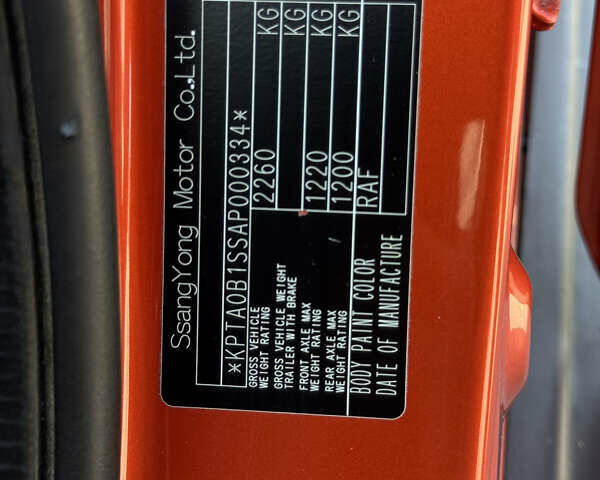 SsangYong Motor Co.,Ltd.
*KPTA0B1SSAP000334*
GROSS VEHICLE WEIGHT RATING 2260 KG
GROSS VEHICLE WEIGHT TRAILER WITH BRAKE KG
FRONT AXLE MAX WEIGHT RATING 1220 KG
REAR AXLE MAX WEIGHT RATING 1200 KG
BODY PAINT COLOR RAF
DATE OF MANUFACTURE